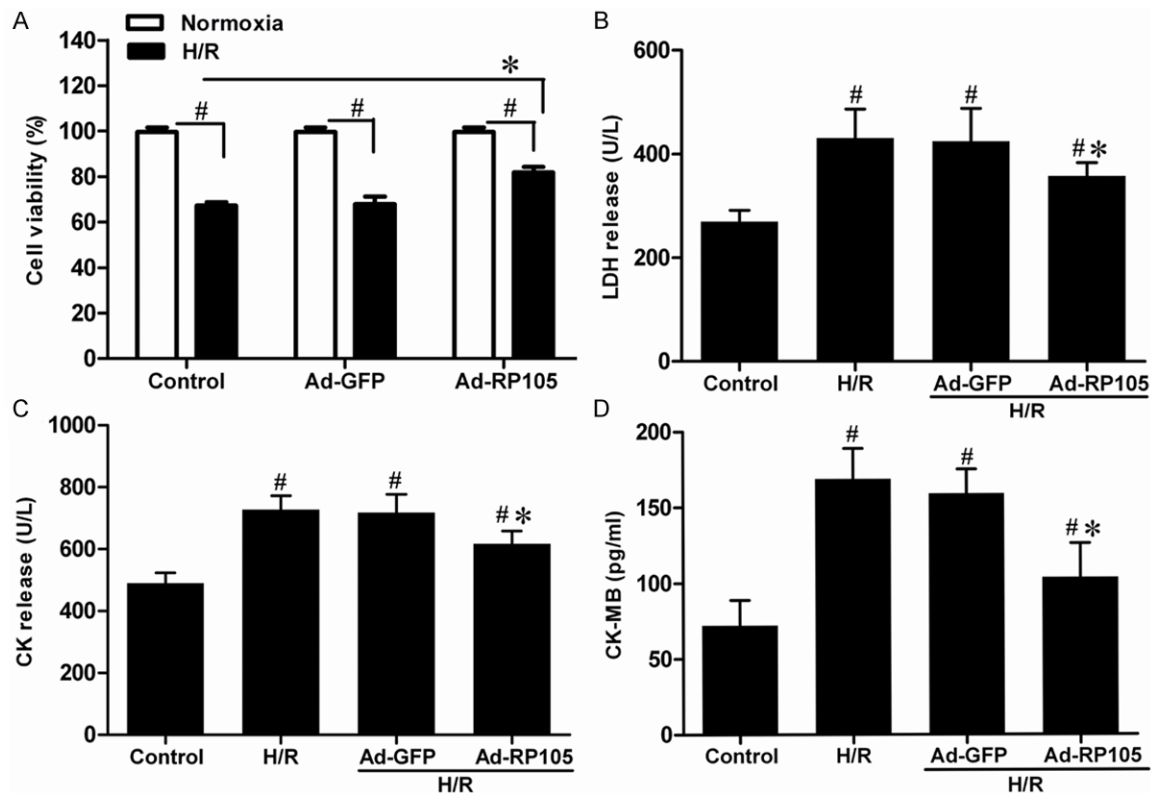 A
Normoxia
H/R
Cell viability (%)
140
120
100
80
60
40
20
0
*
# # #
Control Ad-GFP Ad-RP105
B
LDH release (U/L)
600
400
200
0
# # #*
Control H/R Ad-GFP Ad-RP105
H/R
C
CK release (U/L)
1000
800
600
400
200
0
# # #*
Control H/R Ad-GFP Ad-RP105
H/R
D
CK-MB (pg/ml)
200
150
100
50
0
# # #*
Control H/R Ad-GFP Ad-RP105
H/R